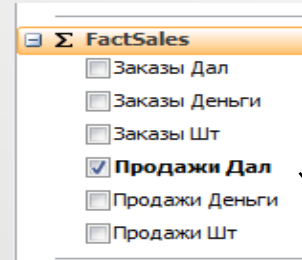 Σ FactSales
Заказы Дал
Заказы Деньги
Заказы Шт
Продажи Дал
Продажи Деньги
Продажи Шт